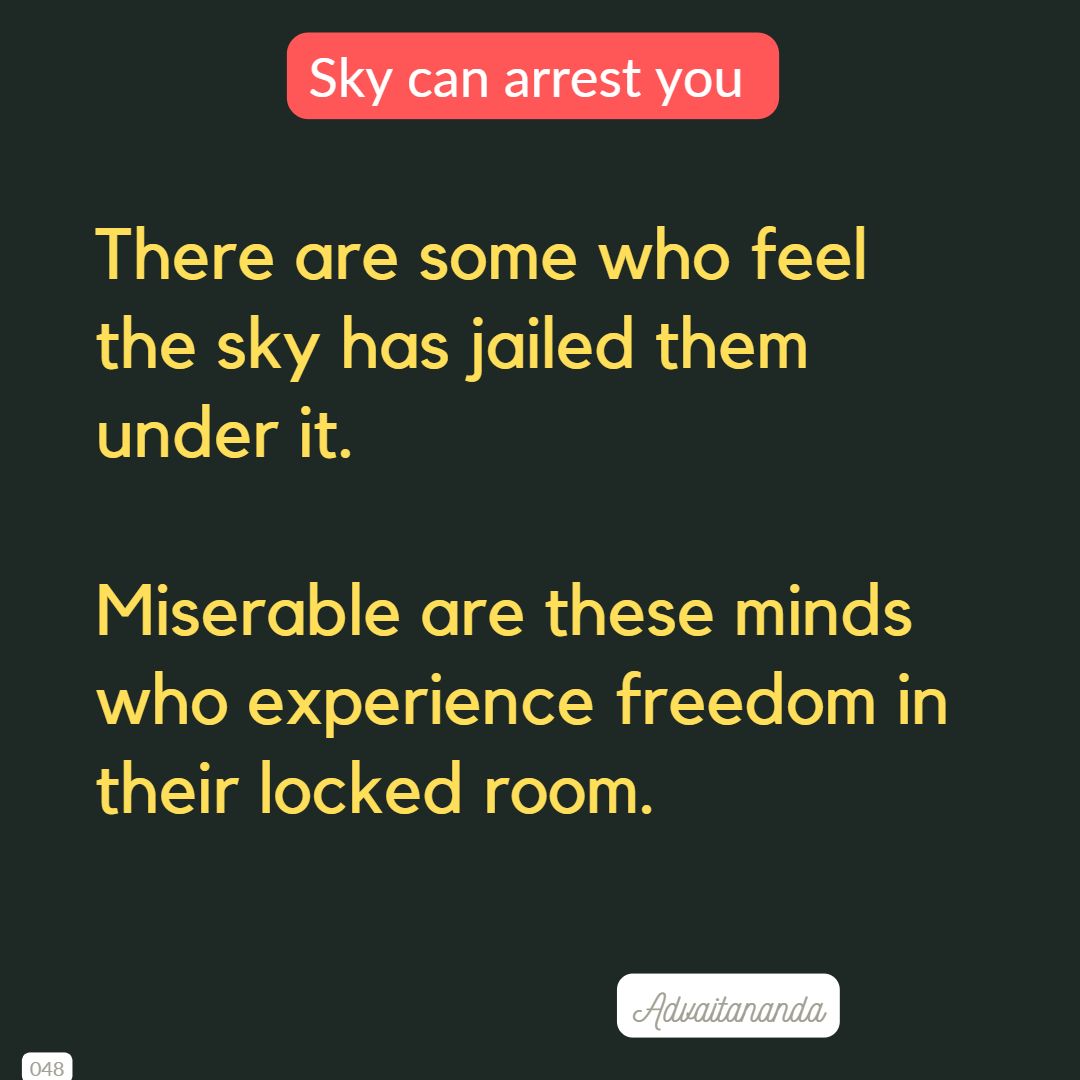 Sky can arrest you
There are some who feel
the sky has jailed them
under it.
Miserable are these minds
who experience freedom in
their locked room.
Advaitananda
048